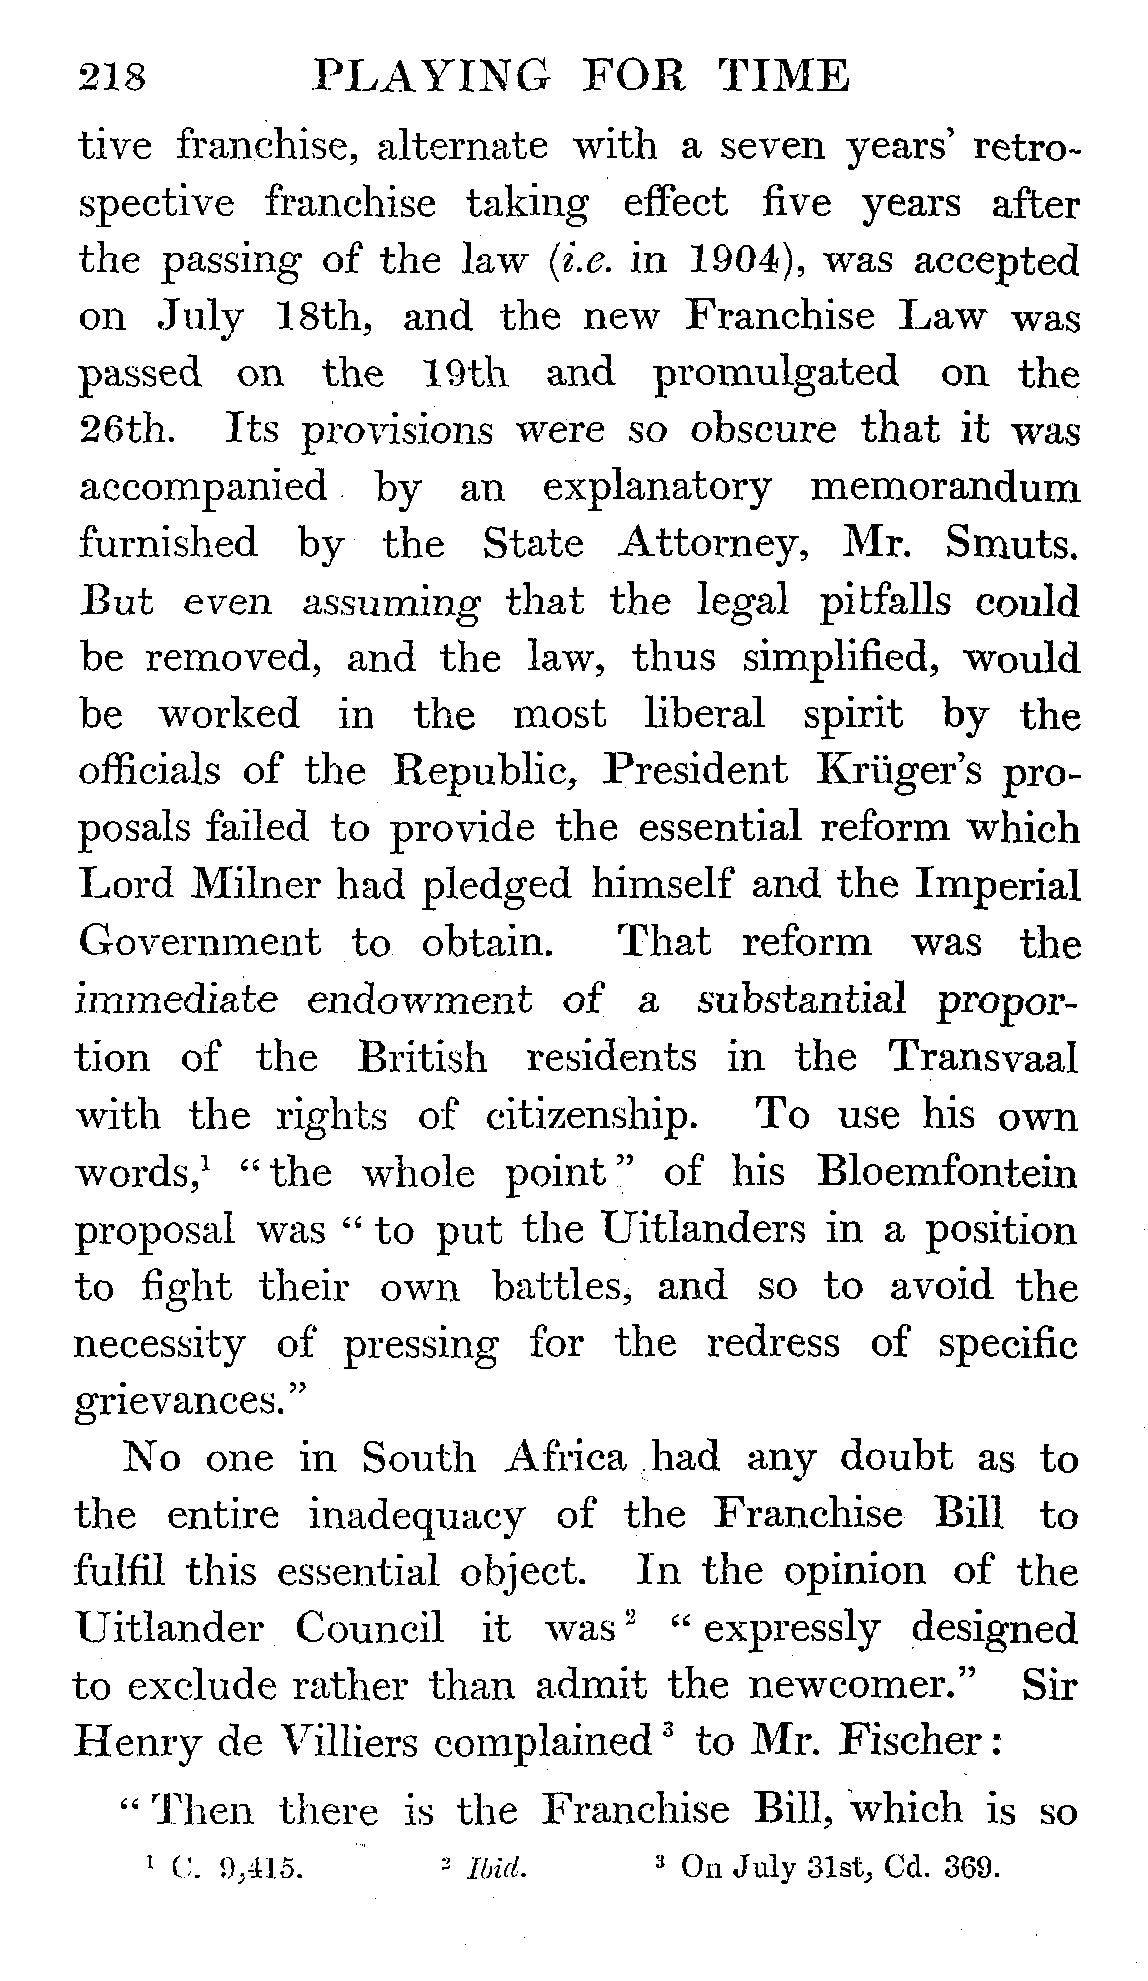 218 PLAYING FOR TIME
tive franchise, alternate with a seven years’ retro-
spective franchise taking effect five years after
the passing of the law (i.e. in 1904), was accepted
on July 18th, and the new Franchise Law was
passed on the 19th and promulgated on the
26th. Its provisions were so obscure that it was
accompanied by an explanatory memorandum
furnished by the State Attorney, Mr. Smuts.
But even assuming that the legal pitfalls could
be removed, and the law, thus simplified, would
be worked in the most liberal spirit by the
officials of the Republic, President Krüger’s pro-
posals failed to provide the essential reform which
Lord Milner had pledged himself and the Imperial
Government to obtain. That reform was the
immediate endowment of a substantial propor-
tion of the British residents in the Transvaal
with the rights of citizenship. To use his own
words,¹ “the whole point” of his Bloemfontein
proposal was “to put the Uitlanders in a position
to fight their own battles, and so to avoid the
necessity of pressing for the redress of specific
grievances.”
No one in South Africa had any doubt as to
the entire inadequacy of the Franchise Bill to
fulfil this essential object. In the opinion of the
Uitlander Council it was² “expressly designed
to exclude rather than admit the newcomer.” Sir
Henry de Villiers complained³ to Mr. Fischer:
“Then there is the Franchise Bill, which is so
¹ C. 9,415. ² Ibid. ³ On July 31st, Cd. 369.